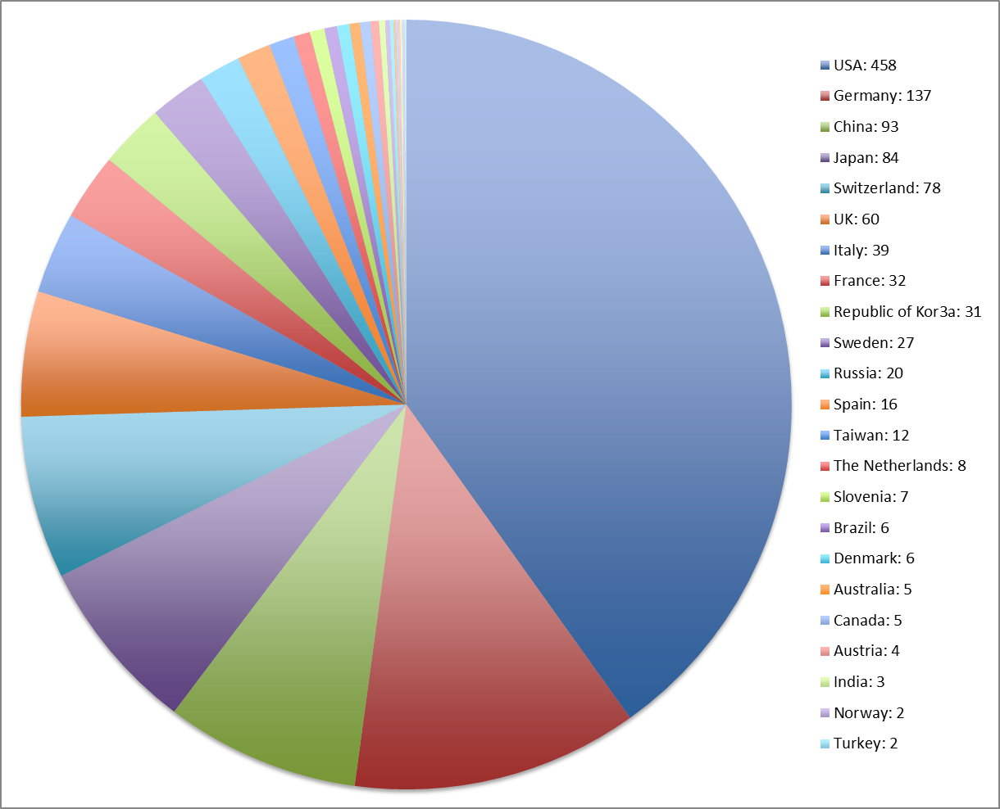 USA: 458
Germany: 137
China: 93
Japan: 84
Switzerland: 78
UK: 60
Italy: 39
France: 32
Republic of Kor3a: 31
Sweden: 27
Russia: 20
Spain: 16
Taiwan: 12
The Netherlands: 8
Slovenia: 7
Brazil: 6
Denmark: 6
Australia: 5
Canada: 5
Austria: 4
India: 3
Norway: 2
Turkey: 2